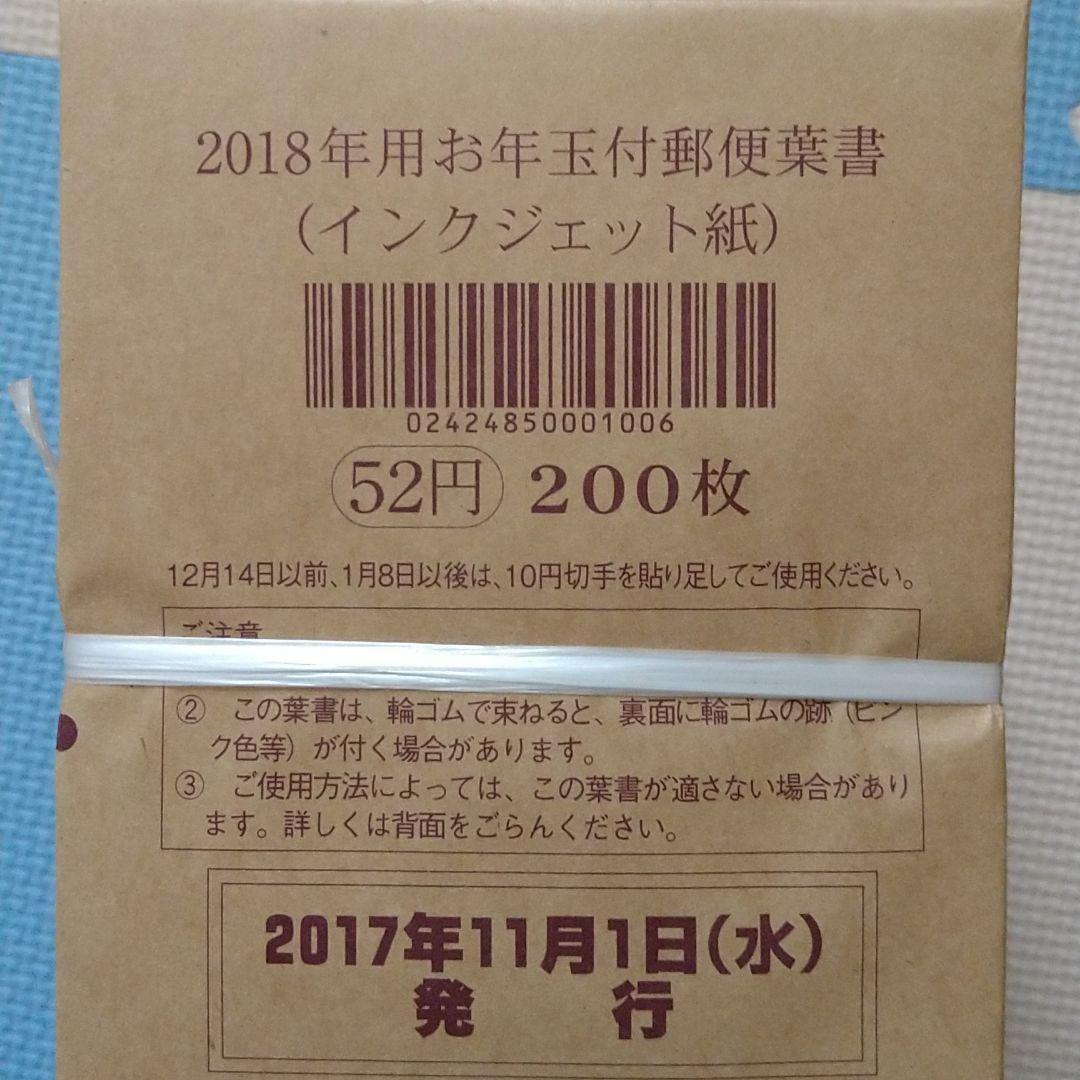 2018年用お年玉付郵便葉書
(インクジェット紙)
02424850001006
52円 200枚
12月14日以前、1月8日以後は、10円切手を貼り足してご使用ください。
ご注意
② この葉書は、輪ゴムで束ねると、裏面に輪ゴムの跡(ピン
ク色等)が付く場合があります。
③ ご使用方法によっては、この葉書が適さない場合があり
ます。詳しくは背面をごらんください。
2017年11月1日(水)
発 行